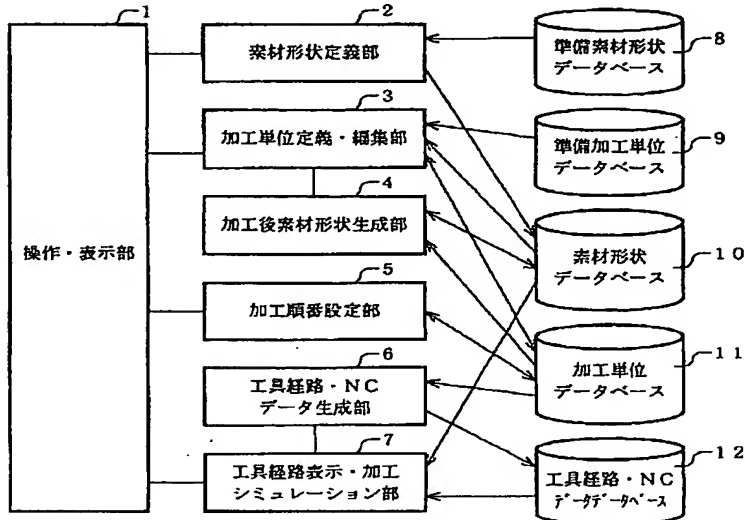 1
操作・表示部
2
素材形状定義部
3
加工単位定義・編集部
4
加工後素材形状生成部
5
加工順番設定部
6
工具経路・NC
データ生成部
7
工具経路表示・加工
シミュレーション部
準備素材形状
データベース
8
準備加工単位
データベース
9
素材形状
データベース
10
加工単位
データベース
11
工具経路・NC
データデータベース
12